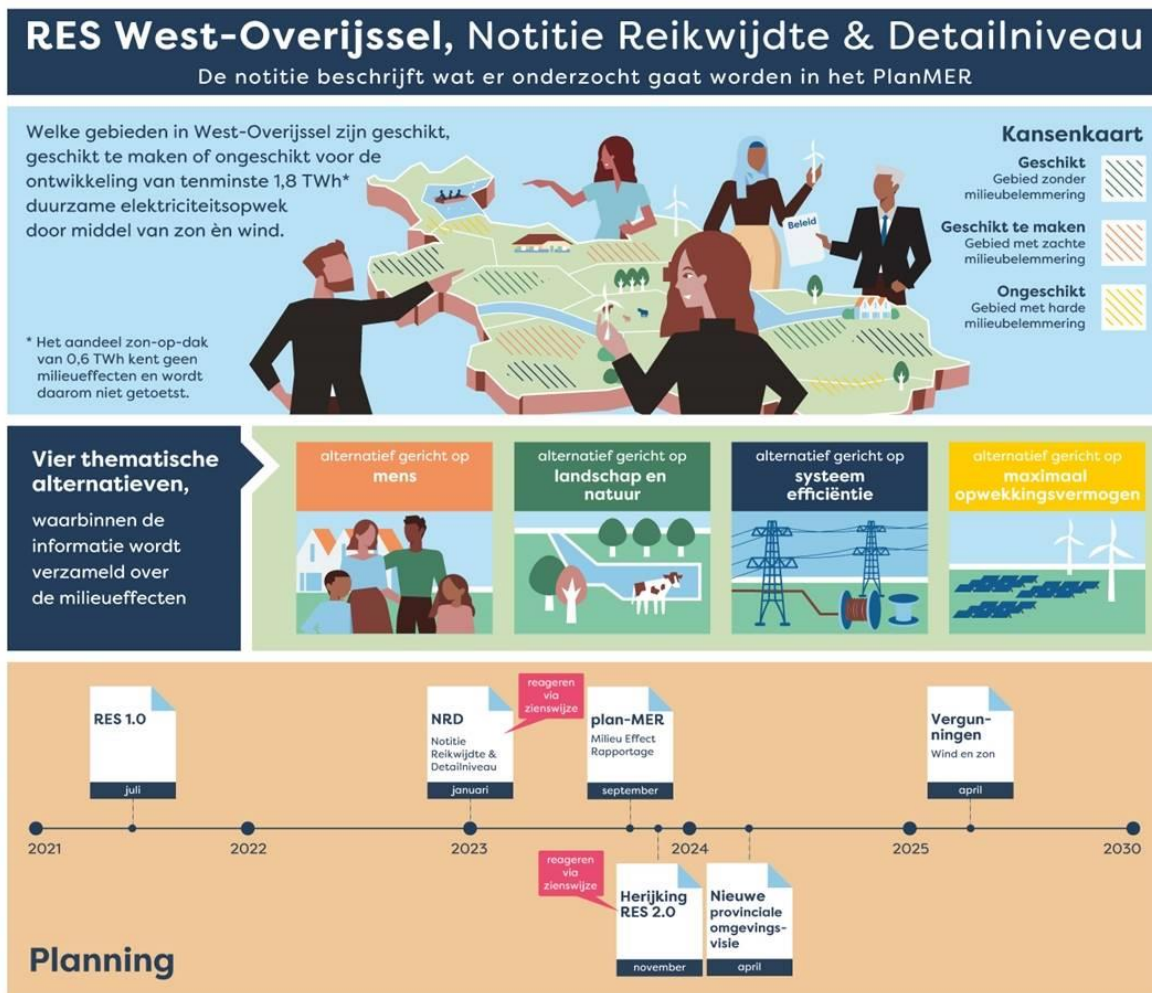 RES West-Overijssel, Notitie Reikwijdte & Detailniveau
De notitie beschrijft wat er onderzocht gaat worden in het PlanMER
Welke gebieden in West-Overijssel zijn geschikt,
geschikt te maken of ongeschikt voor de
ontwikkeling van tenminste 1,8 TWh*
duurzame elektriciteitsopwek
door middel van zon èn wind.
* Het aandeel zon-op-dak
van 0,6 TWh kent geen
milieueffecten en wordt
daarom niet getoetst.
Beleid
Kansenkaart
Geschikt
Gebied zonder
milieubelemmering
Geschikt te maken
Gebied met zachte
milieubelemmering
Ongeschikt
Gebied met harde
milieubelemmering
Vier thematische
alternatieven,
waarbinnen de
informatie wordt
verzameld over
de milieueffecten
alternatief gericht op
mens
alternatief gericht op
landschap en
natuur
alternatief gericht op
systeem
efficiëntie
alternatief gericht op
maximaal
opwekkingsvermogen
RES 1.0
juli
NRD
Notitie
Reikwijdte &
Detailniveau
januari
reageren
via
zienswijze
plan-MER
Milieu Effect
Rapportage
september
Vergun-
ningen
Wind en zon
april
2021
2022
2023
2024
2025
2030
reageren
via
zienswijze
Herijking
RES 2.0
november
Nieuwe
provinciale
omgevings-
visie
april
Planning